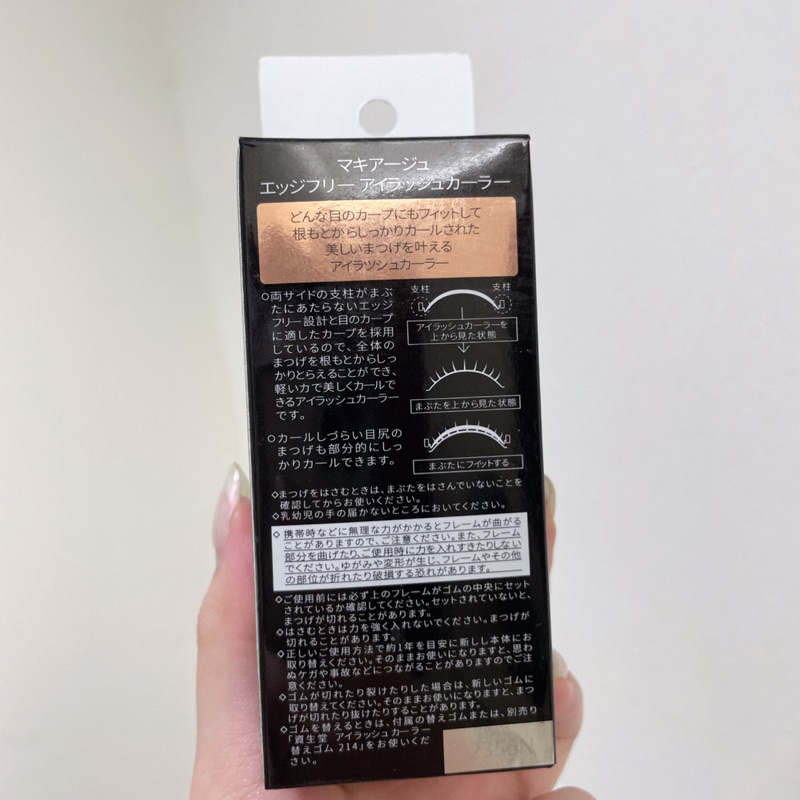 マキアージュ
エッジフリー アイラッシュカーラー
どんな目のカーブにもフィットして
根もとからしっかりカールされた
美しいまつげを叶える
アイラッシュカーラー
○両サイドの支柱がまぶ
たにあたらないエッジ
フリー設計と目のカーブ
に適したカーブを採用
しているので、全体の
まつげを根もとからしっ
かりとらえることができ、
軽い力で美しくカールで
きるアイラッシュカーラー
です。
○カールしづらい目尻の
まつげも部分的にしっ
かりカールできます。
支柱 支柱
アイラッシュカーラーを
上から見た状態
まぶたを上から見た状態
まぶたにフィットする
◇まつげをはさむときは、まぶたをはさんでいないことを
確認してからお使いください。
◇乳幼児の手の届かないところにおいてください。
◇携帯時などに無理な力がかかるとフレームが曲がる
ことがありますので、ご注意ください。また、フレーム
部分を曲げたり、ご使用時に力を入れすぎたりしない
でください。ゆがみや変形が生じ、フレームやその他
の部位が折れたり破損する恐れがあります。
◇ご使用前には必ず上のフレームがゴムの中央にセット
されているか確認してください。セットされていないと、
まつげが切れることがあります。
◇はさむときは力を強く入れないでください。まつげが
切れることがあります。
◇正しいご使用方法で約1年を目安に新しい本体にお
取り替えください。そのままお使いになりますと、思わ
ぬケガや事故などにつながることがありますのでご注
意ください。
◇ゴムが切れたり裂けたりした場合は、新しいゴムに
取り替えてください。そのままお使いになりますと、まつ
げが切れたり抜けたりすることがあります。
◇ゴムを替えるときは、付属の替えゴムまたは、別売り
「資生堂 アイラッシュカーラー
替えゴム 214」をお使いくだ
さい。